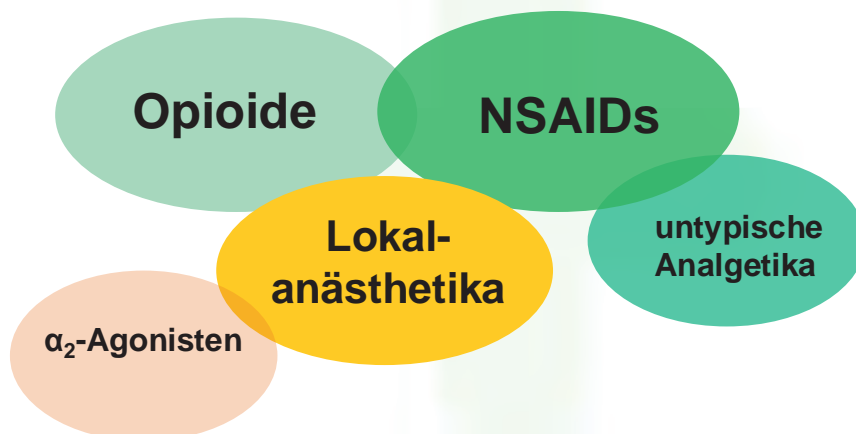 Opioide
NSAIDs
Lokal-
anästhetika
untypische
Analgetika
α₂-Agonisten